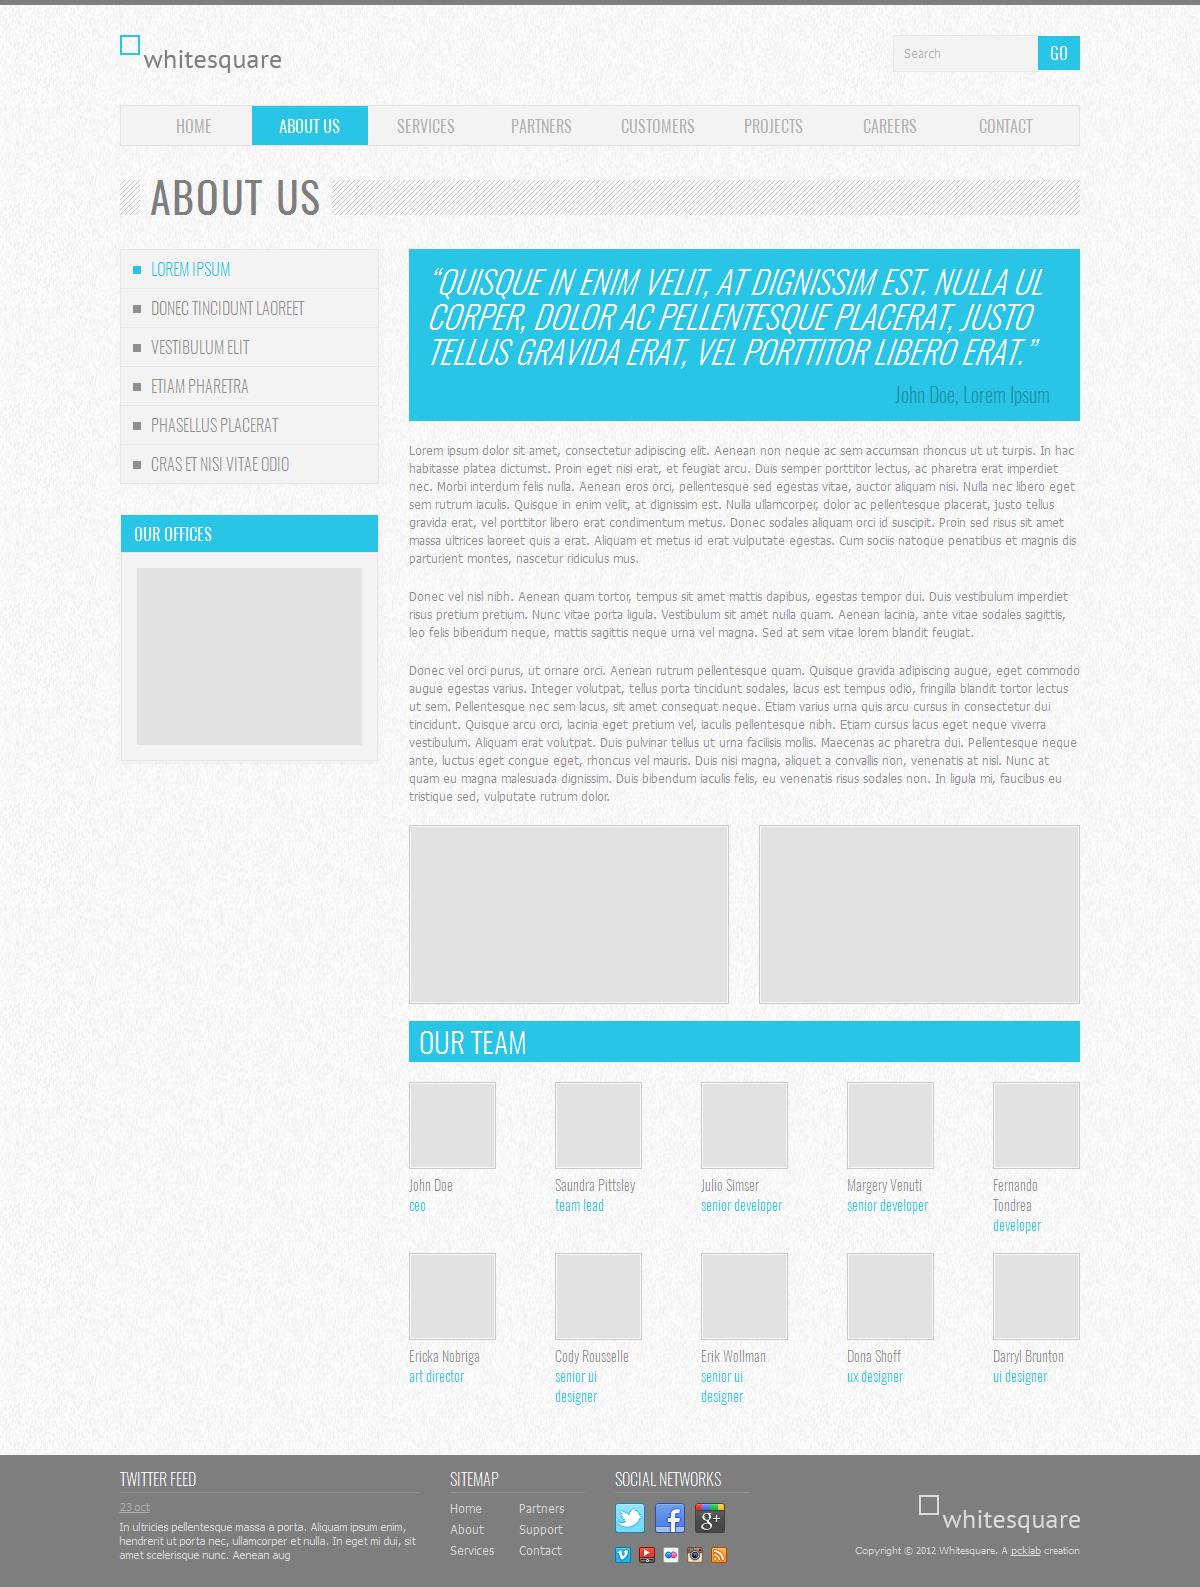 whitesquare
Search
GO
HOME
ABOUT US
SERVICES
PARTNERS
CUSTOMERS
PROJECTS
CAREERS
CONTACT
ABOUT US
LOREM IPSUM
DONEC TINCIDUNT LAOREET
VESTIBULUM ELIT
ETIAM PHARETRA
PHASELLUS PLACERAT
CRAS ET NISI VITAE ODIO
OUR OFFICES
“QUISQUE IN ENIM VELIT, AT DIGNISSIM EST. NULLA UL
CORPER, DOLOR AC PELLENTESQUE PLACERAT, JUSTO
TELLUS GRAVIDA ERAT, VEL PORTTITOR LIBERO ERAT.”
John Doe, Lorem Ipsum
Lorem ipsum dolor sit amet, consectetur adipiscing elit. Aenean non neque ac sem accumsan rhoncus ut ut turpis. In hac
habitasse platea dictumst. Proin eget nisi erat, et feugiat arcu. Duis semper porttitor lectus, ac pharetra erat imperdiet
nec. Morbi interdum felis nulla. Aenean eros orci, pellentesque sed egestas vitae, auctor aliquam nisi. Nulla nec libero eget
sem rutrum iaculis. Quisque in enim velit, at dignissim est. Nulla ullamcorper, dolor ac pellentesque placerat, justo tellus
gravida erat, vel porttitor libero erat condimentum metus. Donec sodales aliquam orci id suscipit. Proin sed risus sit amet
massa ultrices laoreet quis a erat. Aliquam et metus id erat vulputate egestas. Cum sociis natoque penatibus et magnis dis
parturient montes, nascetur ridiculus mus.
Donec vel nisl nibh. Aenean quam tortor, tempus sit amet mattis dapibus, egestas tempor dui. Duis vestibulum imperdiet
risus pretium pretium. Nunc vitae porta ligula. Vestibulum sit amet nulla quam. Aenean lacinia, ante vitae sodales sagittis,
leo felis bibendum neque, mattis sagittis neque urna vel magna. Sed at sem vitae lorem blandit feugiat.
Donec vel orci purus, ut ornare orci. Aenean rutrum pellentesque quam. Quisque gravida adipiscing augue, eget commodo
augue egestas varius. Integer volutpat, tellus porta tincidunt sodales, lacus est tempus odio, fringilla blandit tortor lectus
ut sem. Pellentesque nec sem lacus, sit amet consequat neque. Etiam varius urna quis arcu cursus in consectetur dui
tincidunt. Quisque arcu orci, lacinia eget pretium vel, iaculis pellentesque nibh. Etiam cursus lacus eget neque viverra
vestibulum. Aliquam erat volutpat. Duis pulvinar tellus ut urna facilisis mollis. Maecenas ac pharetra dui. Pellentesque neque
ante, luctus eget congue eget, rhoncus vel mauris. Duis nisi magna, aliquet a convallis non, venenatis at nisl. Nunc at
quam eu magna malesuada dignissim. Duis bibendum iaculis felis, eu venenatis risus sodales non. In ligula mi, faucibus eu
tristique sed, vulputate rutrum dolor.
OUR TEAM
John Doe
ceo
Saundra Pittsley
team lead
Julio Simser
senior developer
Margery Venuti
senior developer
Fernando
Tondrea
developer
Ericka Nobriga
art director
Cody Rousselle
senior ui
designer
Erik Wollman
senior ui
designer
Dona Shoff
ux designer
Darryl Brunton
ui designer
TWITTER FEED
23 oct
In ultricies pellentesque massa a porta. Aliquam ipsum enim,
hendrerit ut porta nec, ullamcorper et nulla. In eget mi dui, sit
amet scelerisque nunc. Aenean aug
SITEMAP
Home
About
Services
Partners
Support
Contact
SOCIAL NETWORKS
whitesquare
Copyright © 2012 Whitesquare. A pcklab creation